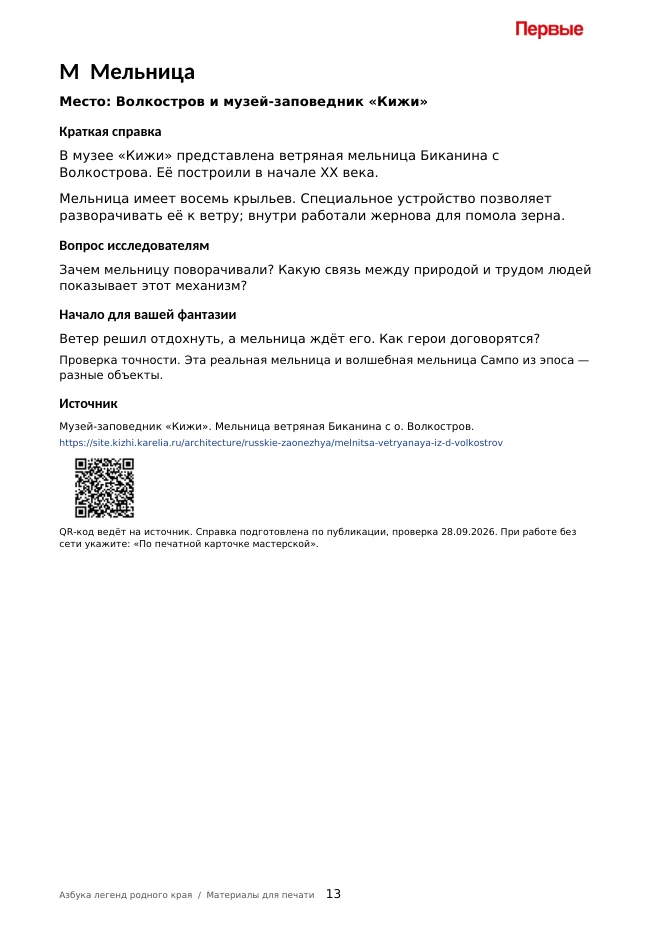 Первые
М Мельница
Место: Волкостров и музей-заповедник «Кижи»
Краткая справка
В музее «Кижи» представлена ветряная мельница Биканина с
Волкострова. Её построили в начале XX века.
Мельница имеет восемь крыльев. Специальное устройство позволяет
разворачивать её к ветру; внутри работали жернова для помола зерна.
Вопрос исследователям
Зачем мельницу поворачивали? Какую связь между природой и трудом людей
показывает этот механизм?
Начало для вашей фантазии
Ветер решил отдохнуть, а мельница ждёт его. Как герои договорятся?
Проверка точности. Эта реальная мельница и волшебная мельница Сампо из эпоса —
разные объекты.
Источник
Музей-заповедник «Кижи». Мельница ветряная Биканина с о. Волкостров.
https://site.kizhi.karelia.ru/architecture/russkie-zaonezhya/melnitsa-vetryanaya-iz-d-volkostrov
QR-код ведёт на источник. Справка подготовлена по публикации, проверка 28.09.2026. При работе без
сети укажите: «По печатной карточке мастерской».
Азбука легенд родного края / Материалы для печати 13